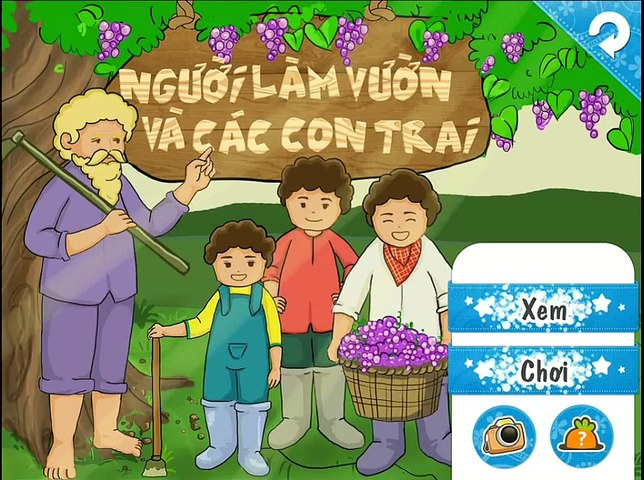 NGƯỜI LÀM VƯỜN
VÀ CÁC CON TRAI
Xem
Chơi
?